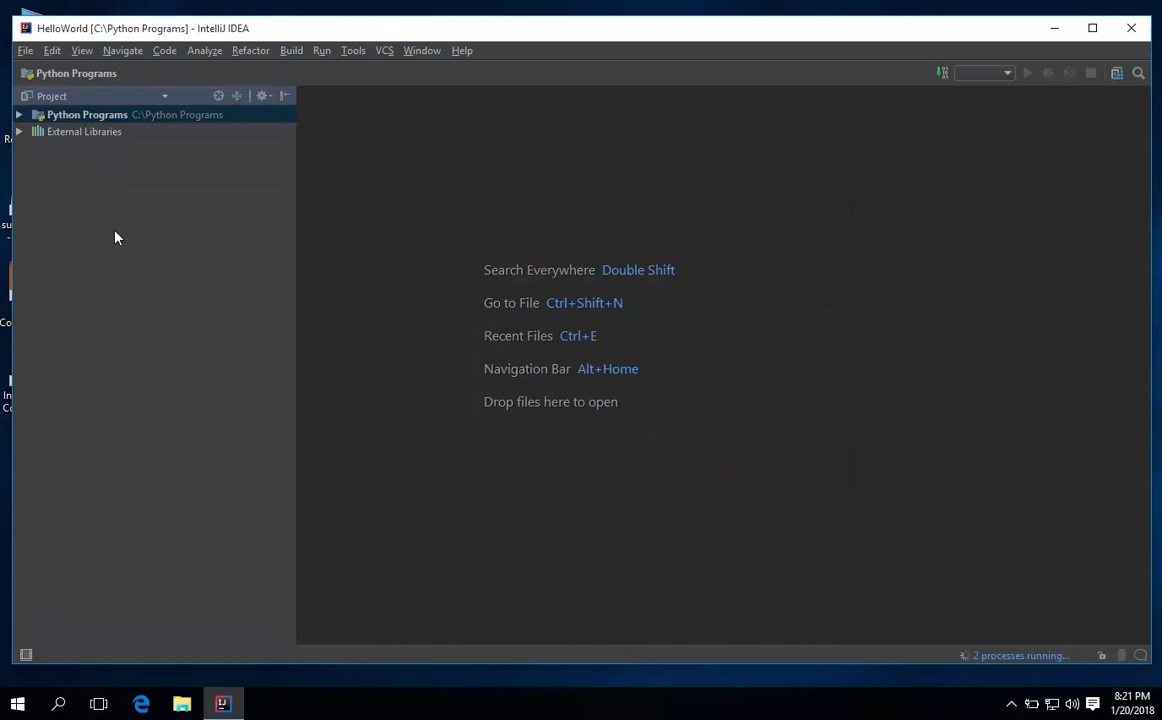 HelloWorld [C:\Python Programs] - IntelliJ IDEA
File Edit View Navigate Code Analyze Refactor Build Run Tools VCS Window Help
Python Programs
Project
Python Programs C:\Python Programs
External Libraries
Search Everywhere Double Shift
Go to File Ctrl+Shift+N
Recent Files Ctrl+E
Navigation Bar Alt+Home
Drop files here to open
2 processes running...
8:21 PM
1/20/2018